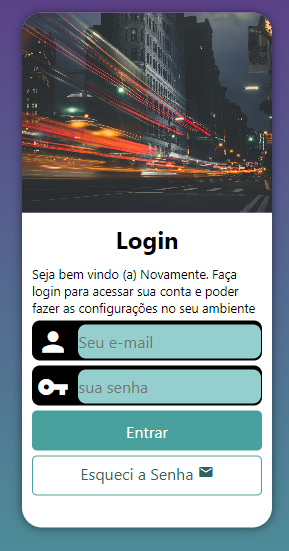 Login
Seja bem vindo (a) Novamente. Faça
login para acessar sua conta e poder
fazer as configurações no seu ambiente
Seu e-mail
sua senha
Entrar
Esqueci a Senha